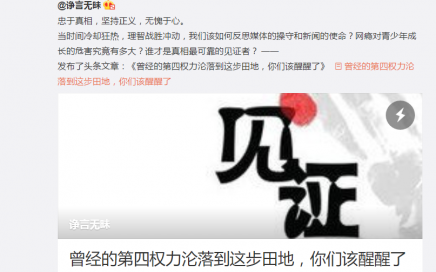 @诤言无昧
忠于真相，坚持正义，无愧于心。
当时间冷却狂热，理智战胜冲动，我们该如何反思媒体的操守和新闻的使命？网瘾对青少年成
长的危害究竟有多大？谁才是真相最可靠的见证者？ ——
发布了头条文章：《曾经的第四权力沦落到这步田地，你们该醒醒了》 曾经的第四权力沦
落到这步田地，你们该醒醒了
见证
诤言无昧
曾经的第四权力沦落到这步田地，你们该醒醒了